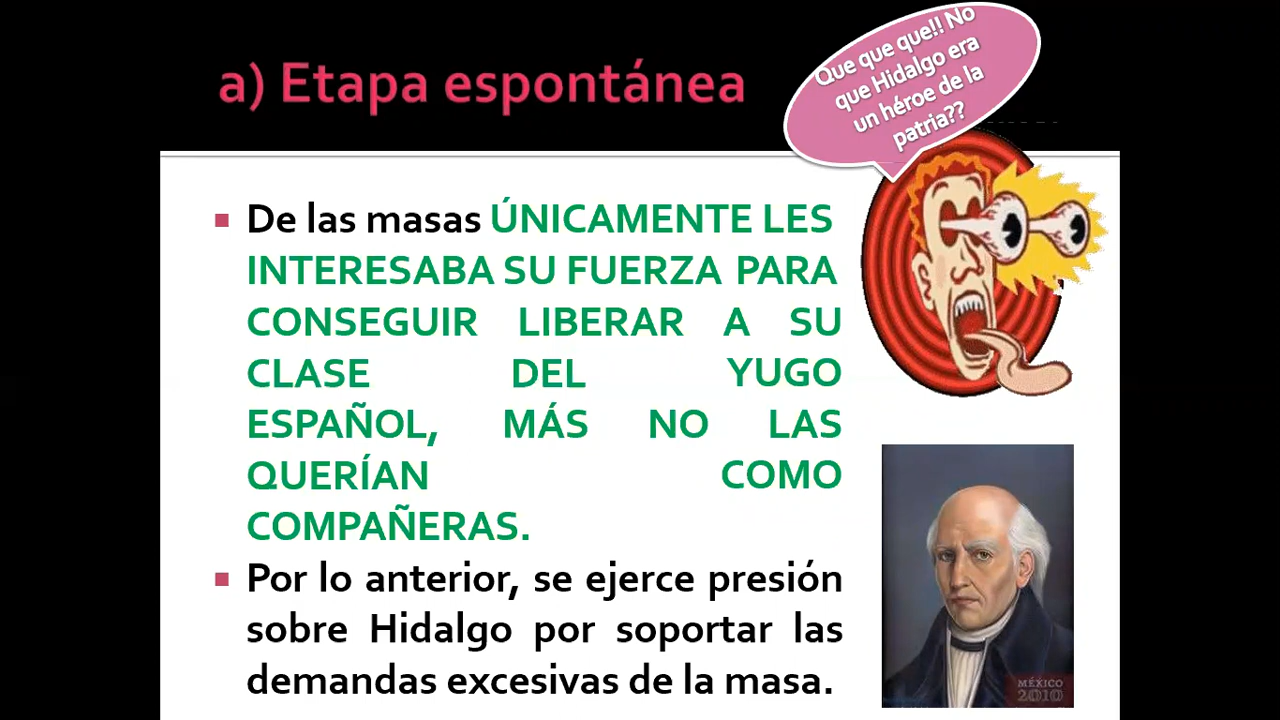 a) Etapa espontánea
Que que que!! No
que Hidalgo era
un héroe de la
patria??
De las masas ÚNICAMENTE LES
INTERESABA SU FUERZA PARA
CONSEGUIR LIBERAR A SU
CLASE DEL YUGO
ESPAÑOL, MÁS NO LAS
QUERÍAN COMO
COMPAÑERAS.
Por lo anterior, se ejerce presión
sobre Hidalgo por soportar las
demandas excesivas de la masa.
MÉXICO
2010